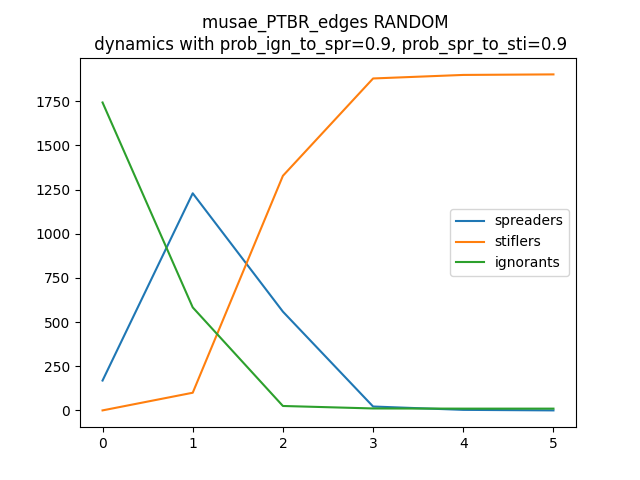 musae_PTBR_edges RANDOM
dynamics with prob_ign_to_spr=0.9, prob_spr_to_sti=0.9
1750
1500
1250
1000
750
500
250
0
spreaders
stiflers
ignorants
0 1 2 3 4 5